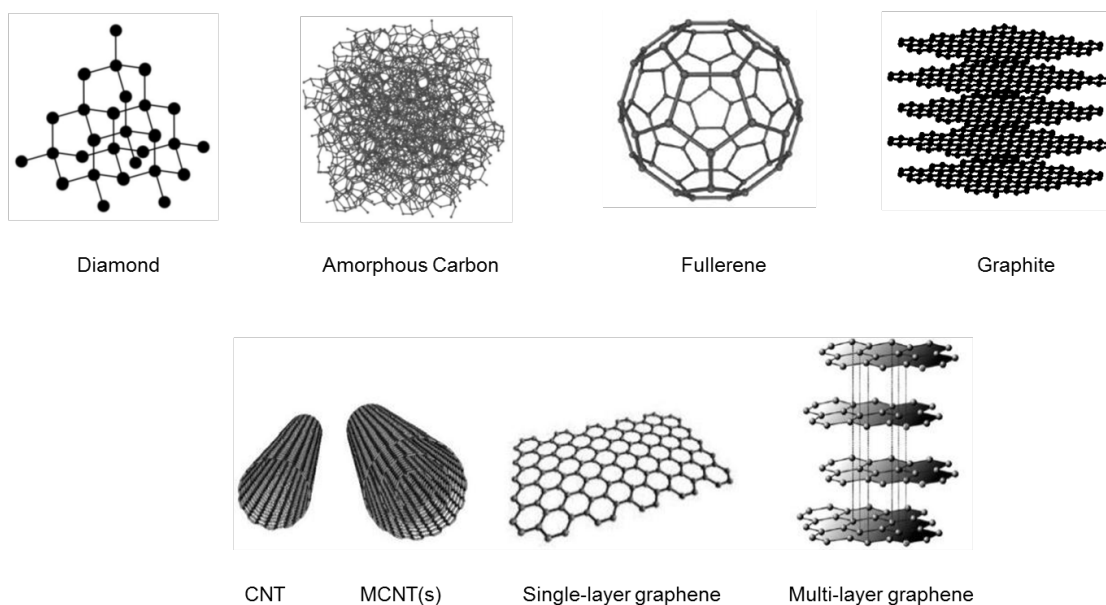 Diamond
Amorphous Carbon
Fullerene
Graphite
CNT
MCNT(s)
Single-layer graphene
Multi-layer graphene